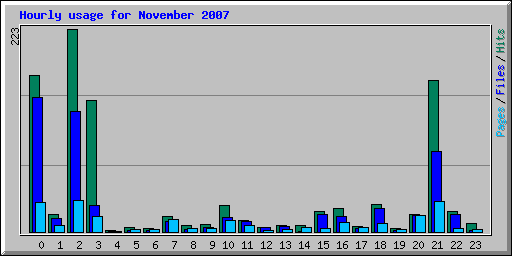 Hourly usage for November 2007
223
Pages/Files/Hits
0 1 2 3 4 5 6 7 8 9 10 11 12 13 14 15 16 17 18 19 20 21 22 23